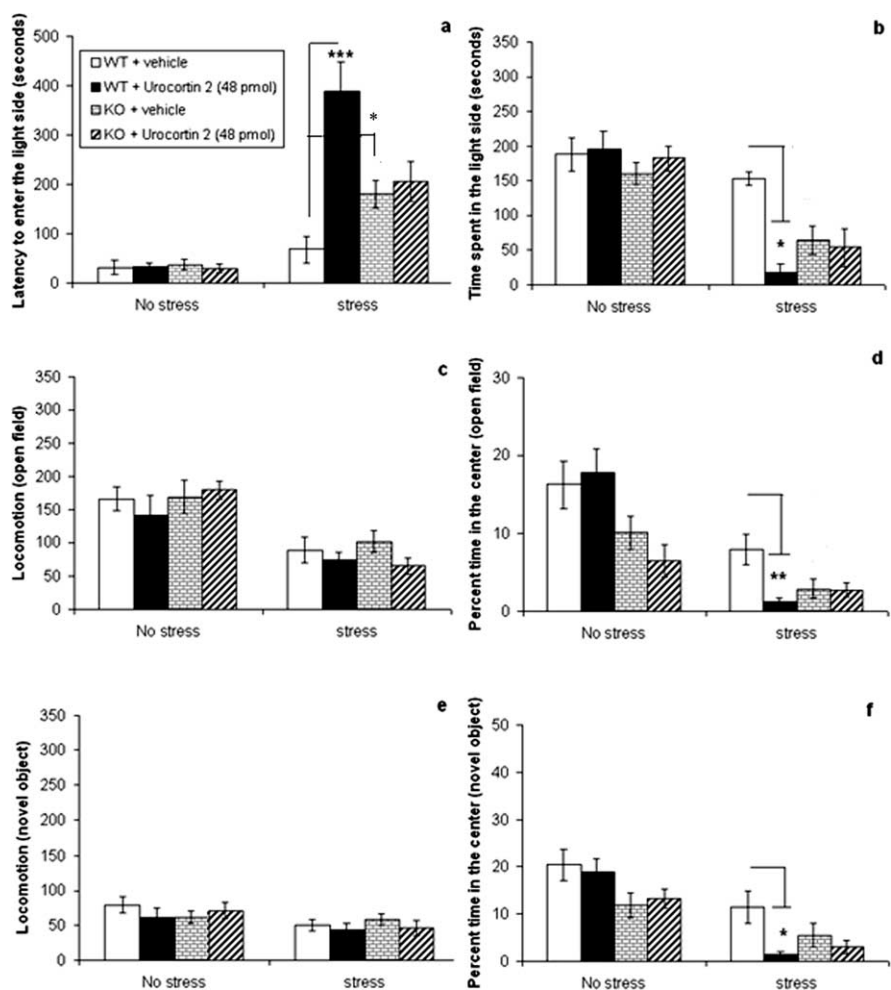 a
Latency to enter the light side (seconds)
500
400
300
200
100
0
WT + vehicle
WT + Urocortin 2 (48 pmol)
KO + vehicle
KO + Urocortin 2 (48 pmol)
***
*
No stress
stress
b
Time spent in the light side (seconds)
350
300
250
200
150
100
50
0
*
No stress
stress
c
Locomotion (open field)
350
300
250
200
150
100
50
0
No stress
stress
d
Percent time in the center (open field)
30
20
10
0
**
No stress
stress
e
Locomotion (novel object)
350
300
250
200
150
100
50
0
No stress
stress
f
Percent time in the center (novel object)
50
40
30
20
10
0
*
No stress
stress